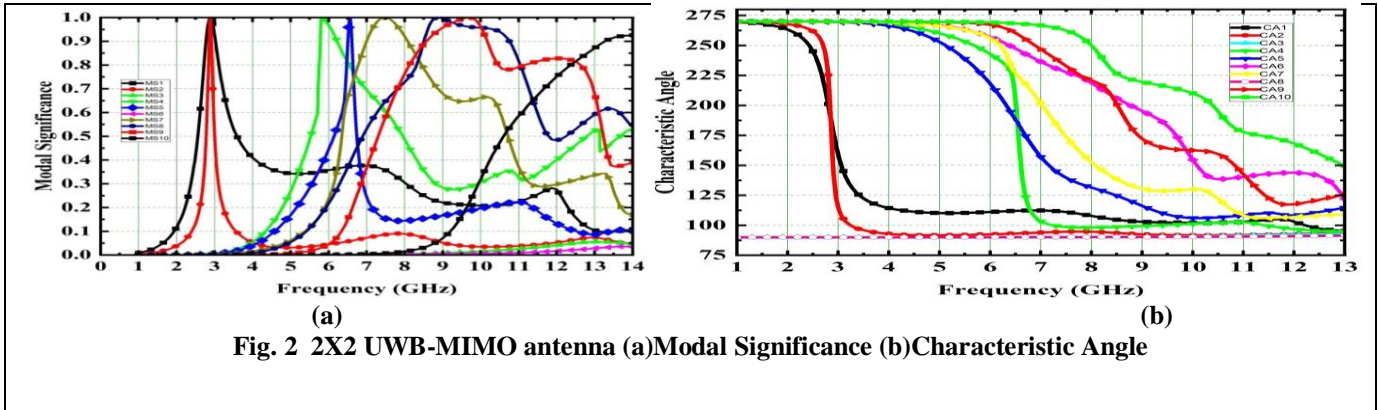 Modal Significance
1.0
0.9
0.8
0.7
0.6
0.5
0.4
0.3
0.2
0.1
0.0
MS1
MS2
MS3
MS4
MS5
MS6
MS7
MS8
MS9
MS10
0 1 2 3 4 5 6 7 8 9 10 11 12 13 14
Frequency (GHz)
(a)
Characteristic Angle
275
250
225
200
175
150
125
100
75
CA1
CA2
CA3
CA4
CA5
CA6
CA7
CA8
CA9
CA10
1 2 3 4 5 6 7 8 9 10 11 12 13
Frequency (GHz)
(b)
Fig. 2 2X2 UWB-MIMO antenna (a)Modal Significance (b)Characteristic Angle